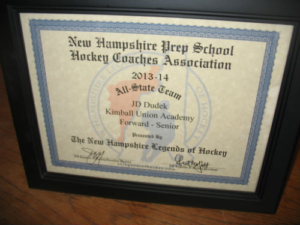 New Hampshire Prep School
Hockey Coaches Association
2013-14
All-State Team
JD Dudek
Kimball Union Academy
Forward - Senior
Presented By
The New Hampshire Legends of Hockey